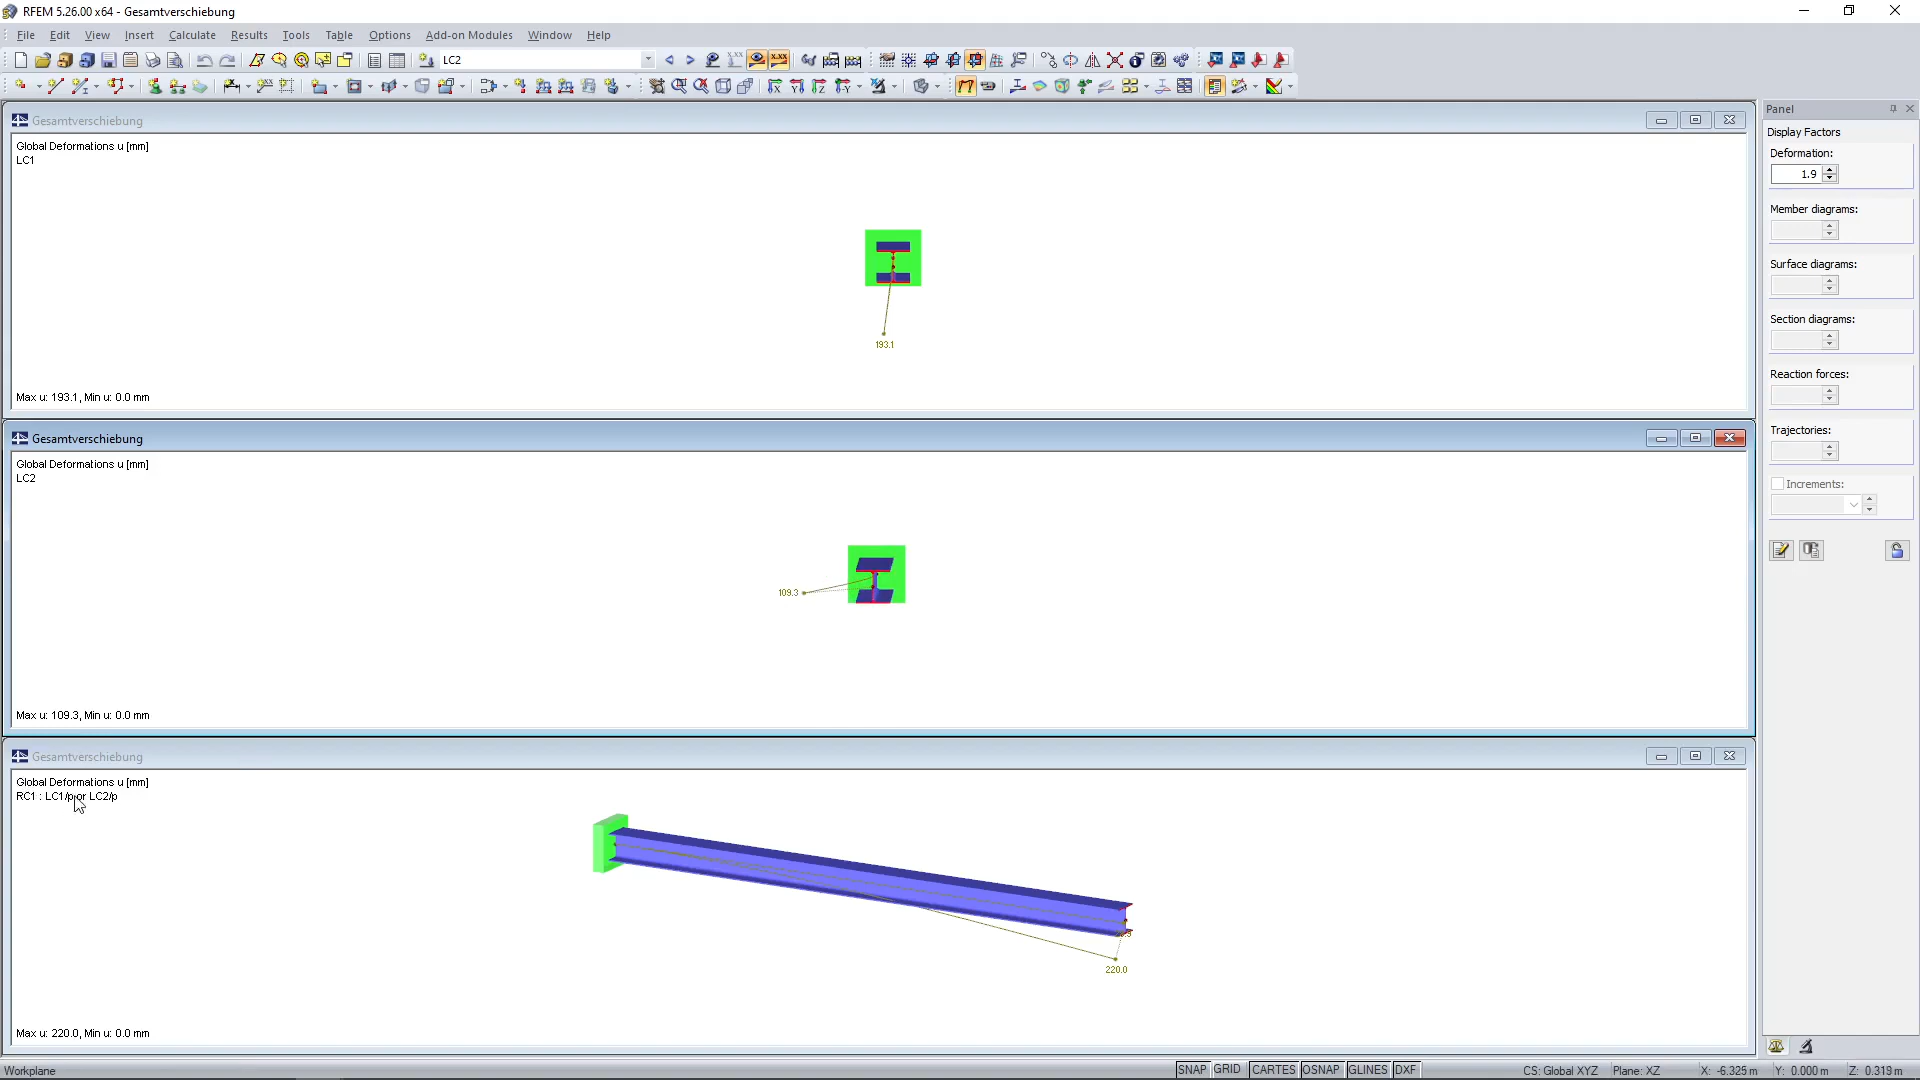 RFEM 5.26.00 x64 - Gesamtverschiebung
File Edit View Insert Calculate Results Tools Table Options Add-on Modules Window Help
LC2
Gesamtverschiebung
Global Deformations u [mm]
LC1
193.1
Max u: 193.1, Min u: 0.0 mm
Gesamtverschiebung
Global Deformations u [mm]
LC2
109.3
Max u: 109.3, Min u: 0.0 mm
Gesamtverschiebung
Global Deformations u [mm]
RC1 : LC1/p or LC2/p
220.0
Max u: 220.0, Min u: 0.0 mm
Panel
Display Factors
Deformation:
1.9
Member diagrams:
Surface diagrams:
Section diagrams:
Reaction forces:
Trajectories:
Increments:
Workplane
SNAP GRID CARTES OSNAP GLINES DXF CS: Global XYZ Plane: XZ X: -6.325 m Y: 0.000 m Z: 0.319 m